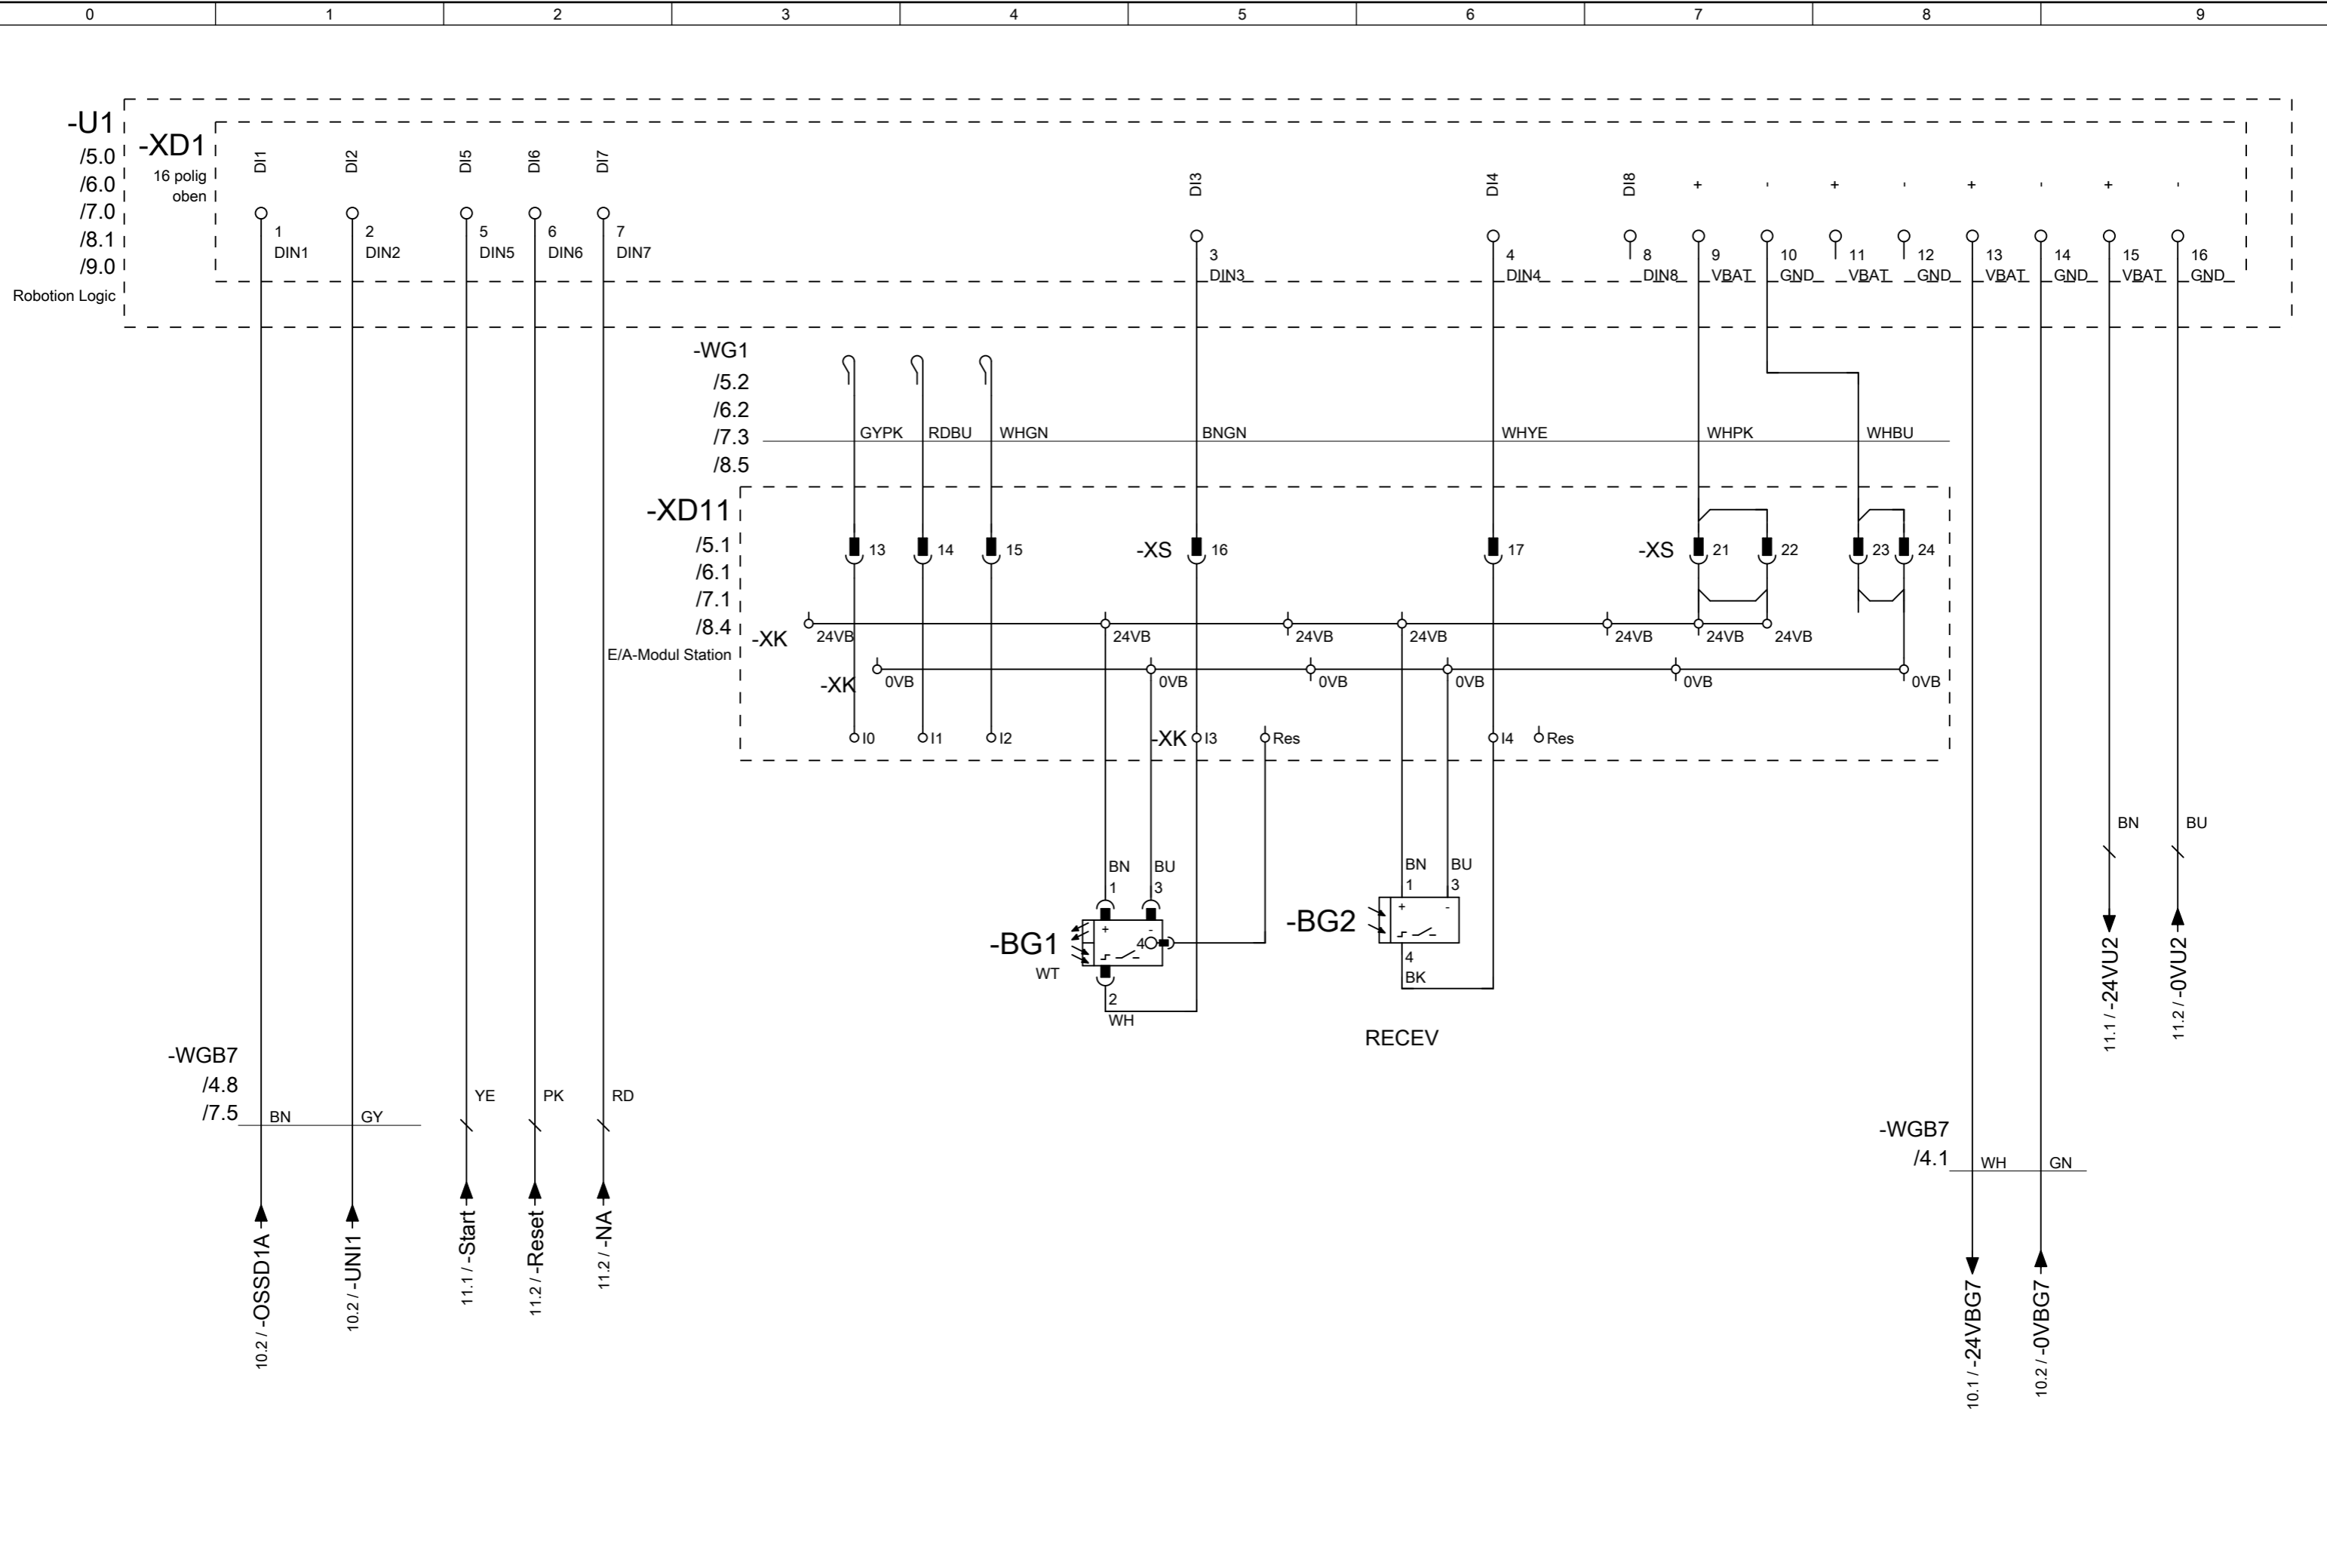 0 1 2 3 4 5 6 7 8 9
-U1
/5.0
/6.0
/7.0
/8.1
/9.0
Robotion Logic
-XD1
16 polig
oben
DI1 DI2 DI5 DI6 DI7 DI3 DI4 DI8 + - + - + - + -
1 2 5 6 7
DIN1 DIN2 DIN5 DIN6 DIN7
3 4 8 9 10 11 12 13 14 15 16
DIN3 DIN4 DIN8 VBAT GND VBAT GND VBAT GND VBAT GND
-WG1
/5.2
/6.2
/7.3
/8.5
GYPK RDBU WHGN BNGN WHYE WHPK WHBU
-XD11
/5.1
/6.1
/7.1
/8.4
E/A-Modul Station
13 14 15 -XS 16 17 -XS 21 22 23 24
-XK 24VB 24VB 24VB 24VB 24VB 24VB 24VB
-XK 0VB 0VB 0VB 0VB 0VB 0VB
I0 I1 I2 -XK I3 Res I4 Res
BN BU
1 3
-BG1
WT
+ -
4
2
WH
BN BU
1 3
-BG2
+ -
4
BK
RECEV
BN BU
11.1 / -24VU2
11.2 / -0VU2
-WGB7
/4.8
/7.5
BN GY
YE PK RD
10.2 / -OSSD1A
10.2 / -UNI1
11.1 / -Start
11.2 / -Reset
11.2 / -NA
-WGB7
/4.1
WH GN
10.1 / -24VBG7
10.2 / -0VBG7